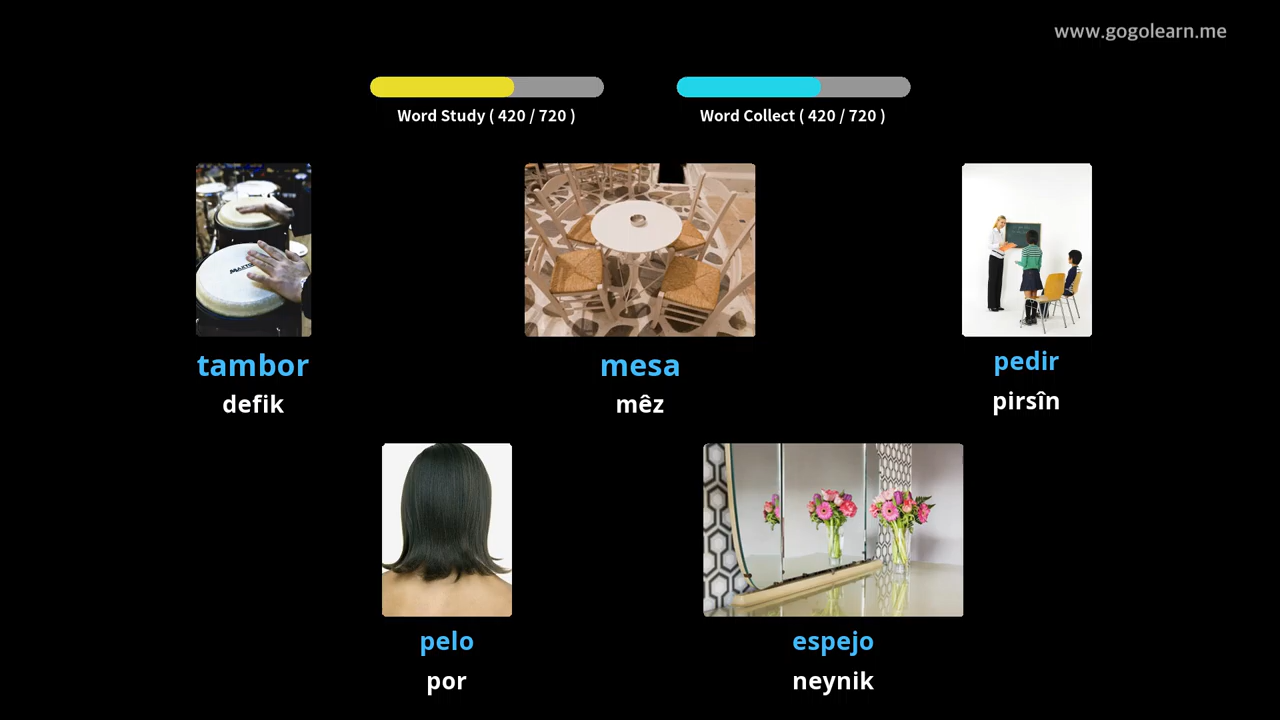 www.gogolearn.me
Word Study ( 420 / 720 )
Word Collect ( 420 / 720 )
tambor
defik
mesa
mêz
pedir
pirsîn
pelo
por
espejo
neynik